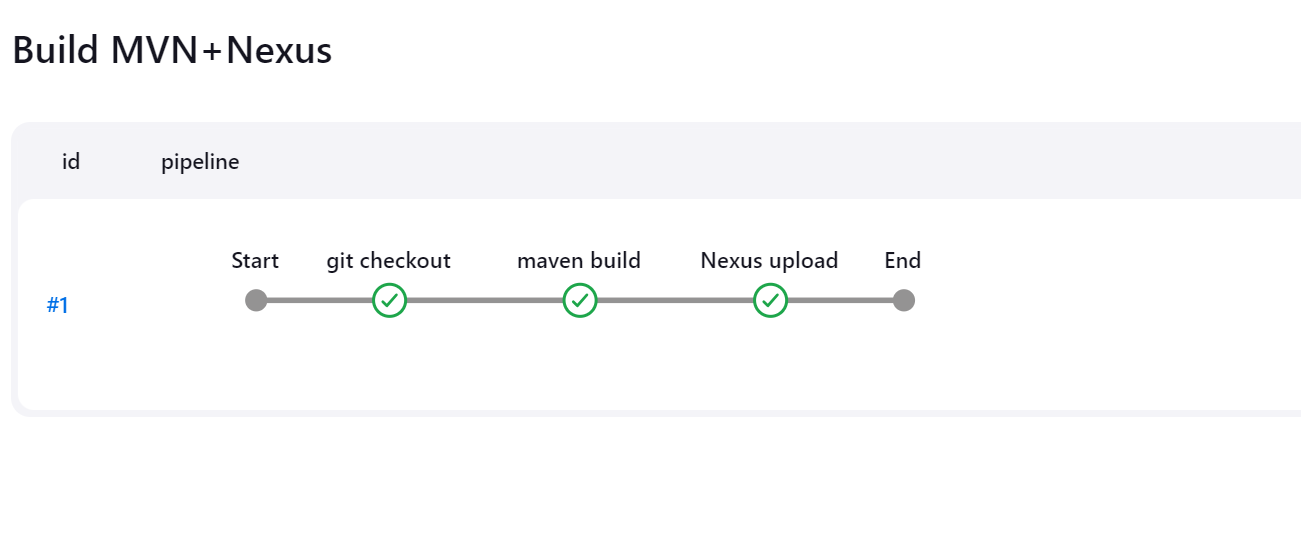 Build MVN+Nexus
id pipeline
Start git checkout maven build Nexus upload End
#1